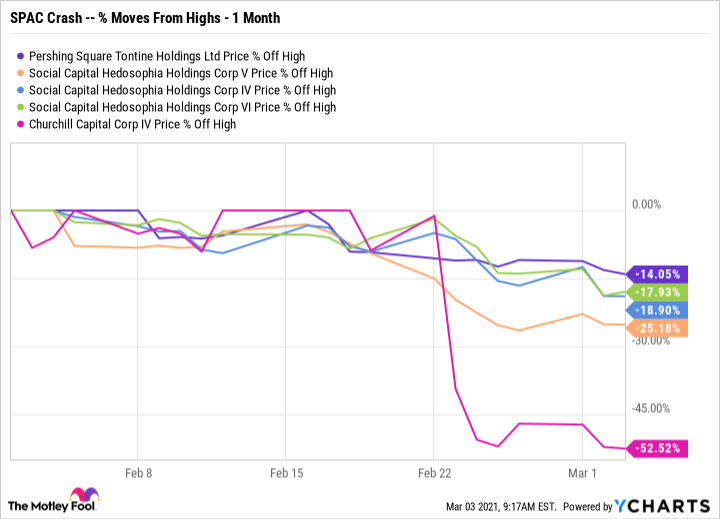 SPAC Crash -- % Moves From Highs - 1 Month
Pershing Square Tontine Holdings Ltd Price % Off High
Social Capital Hedosophia Holdings Corp V Price % Off High
Social Capital Hedosophia Holdings Corp IV Price % Off High
Social Capital Hedosophia Holdings Corp VI Price % Off High
Churchill Capital Corp IV Price % Off High
0.00%
-14.05%
-17.93%
-18.90%
-25.18%
-30.00%
-45.00%
-52.52%
Feb 8 Feb 15 Feb 22 Mar 1
The Motley Fool Mar 03 2021, 9:17AM EST. Powered by YCHARTS